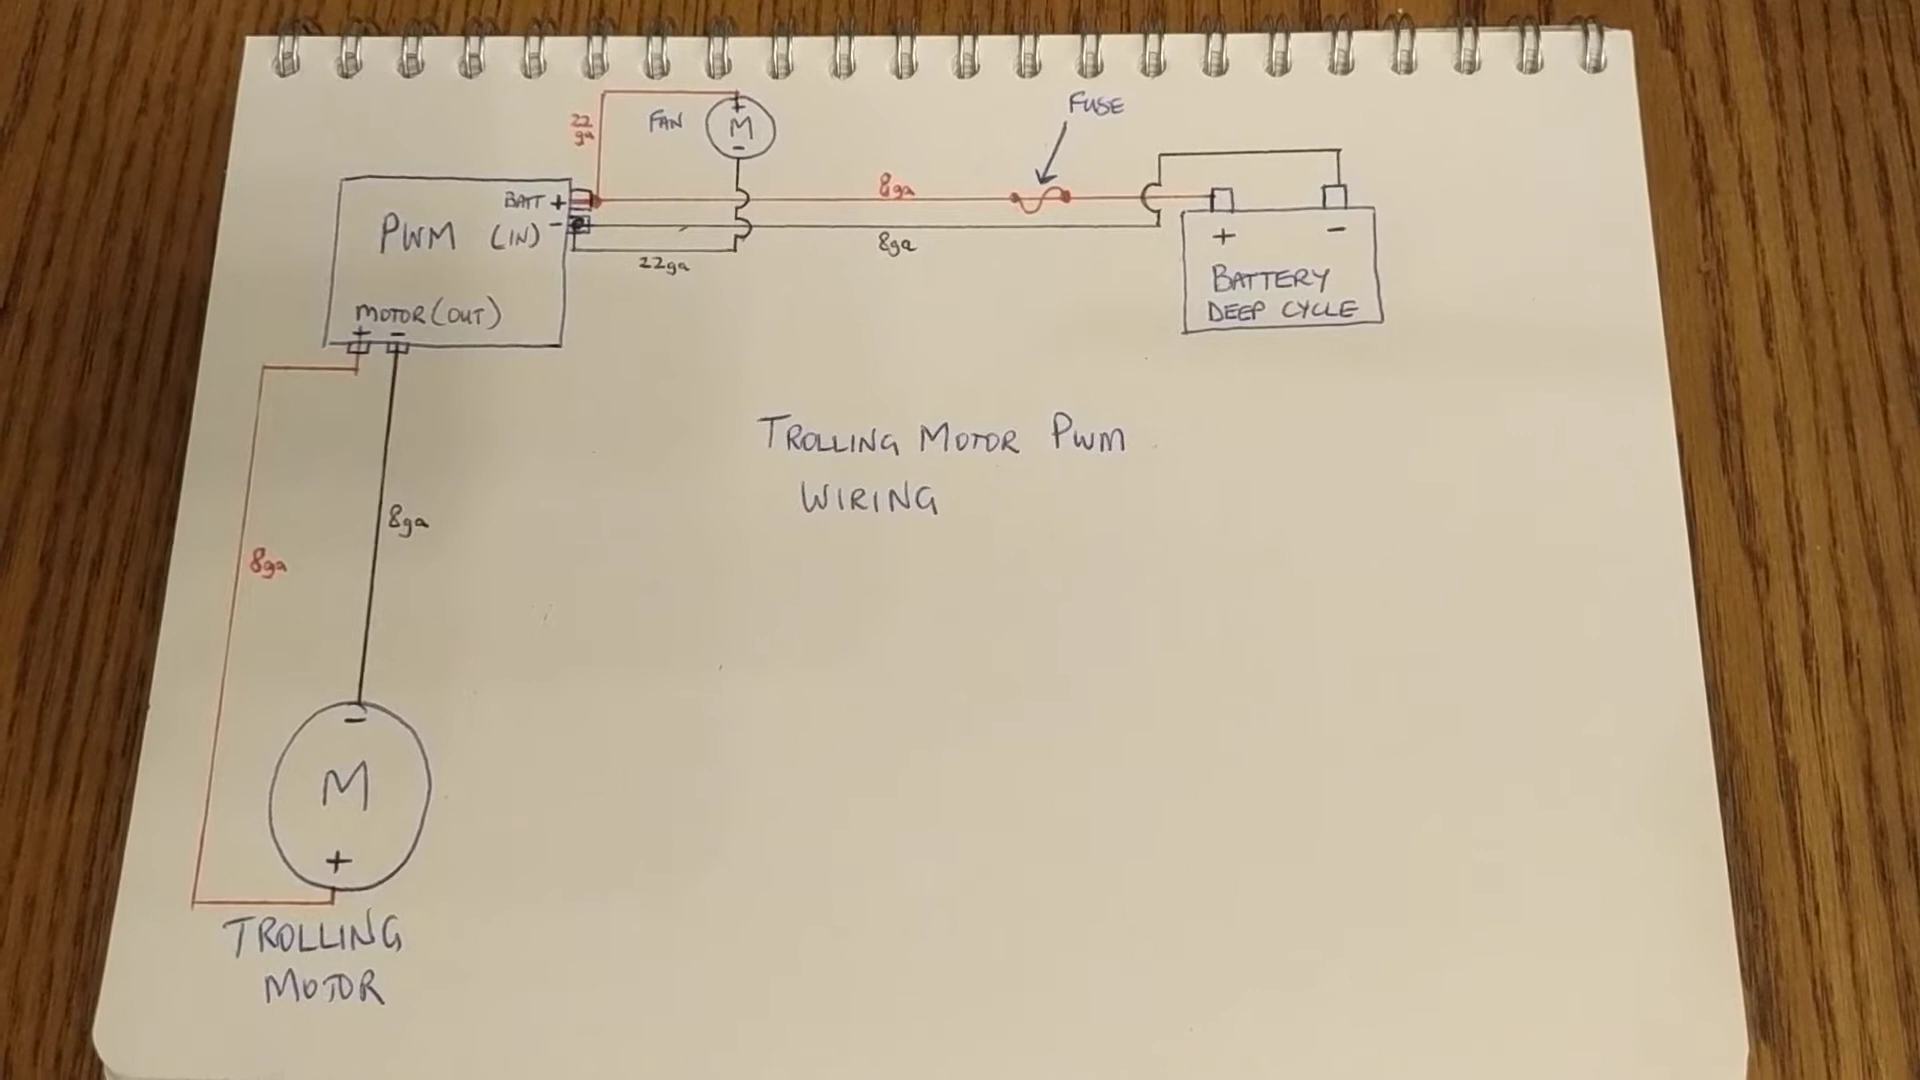 FUSE
22
ga
FAN
+
M
-
8ga
BATT +
PWM (IN) -
8ga
22ga
+ -
BATTERY
DEEP CYCLE
MOTOR (OUT)
+ -
TROLLING MOTOR PWM
WIRING
8ga
8ga
-
M
+
TROLLING
MOTOR